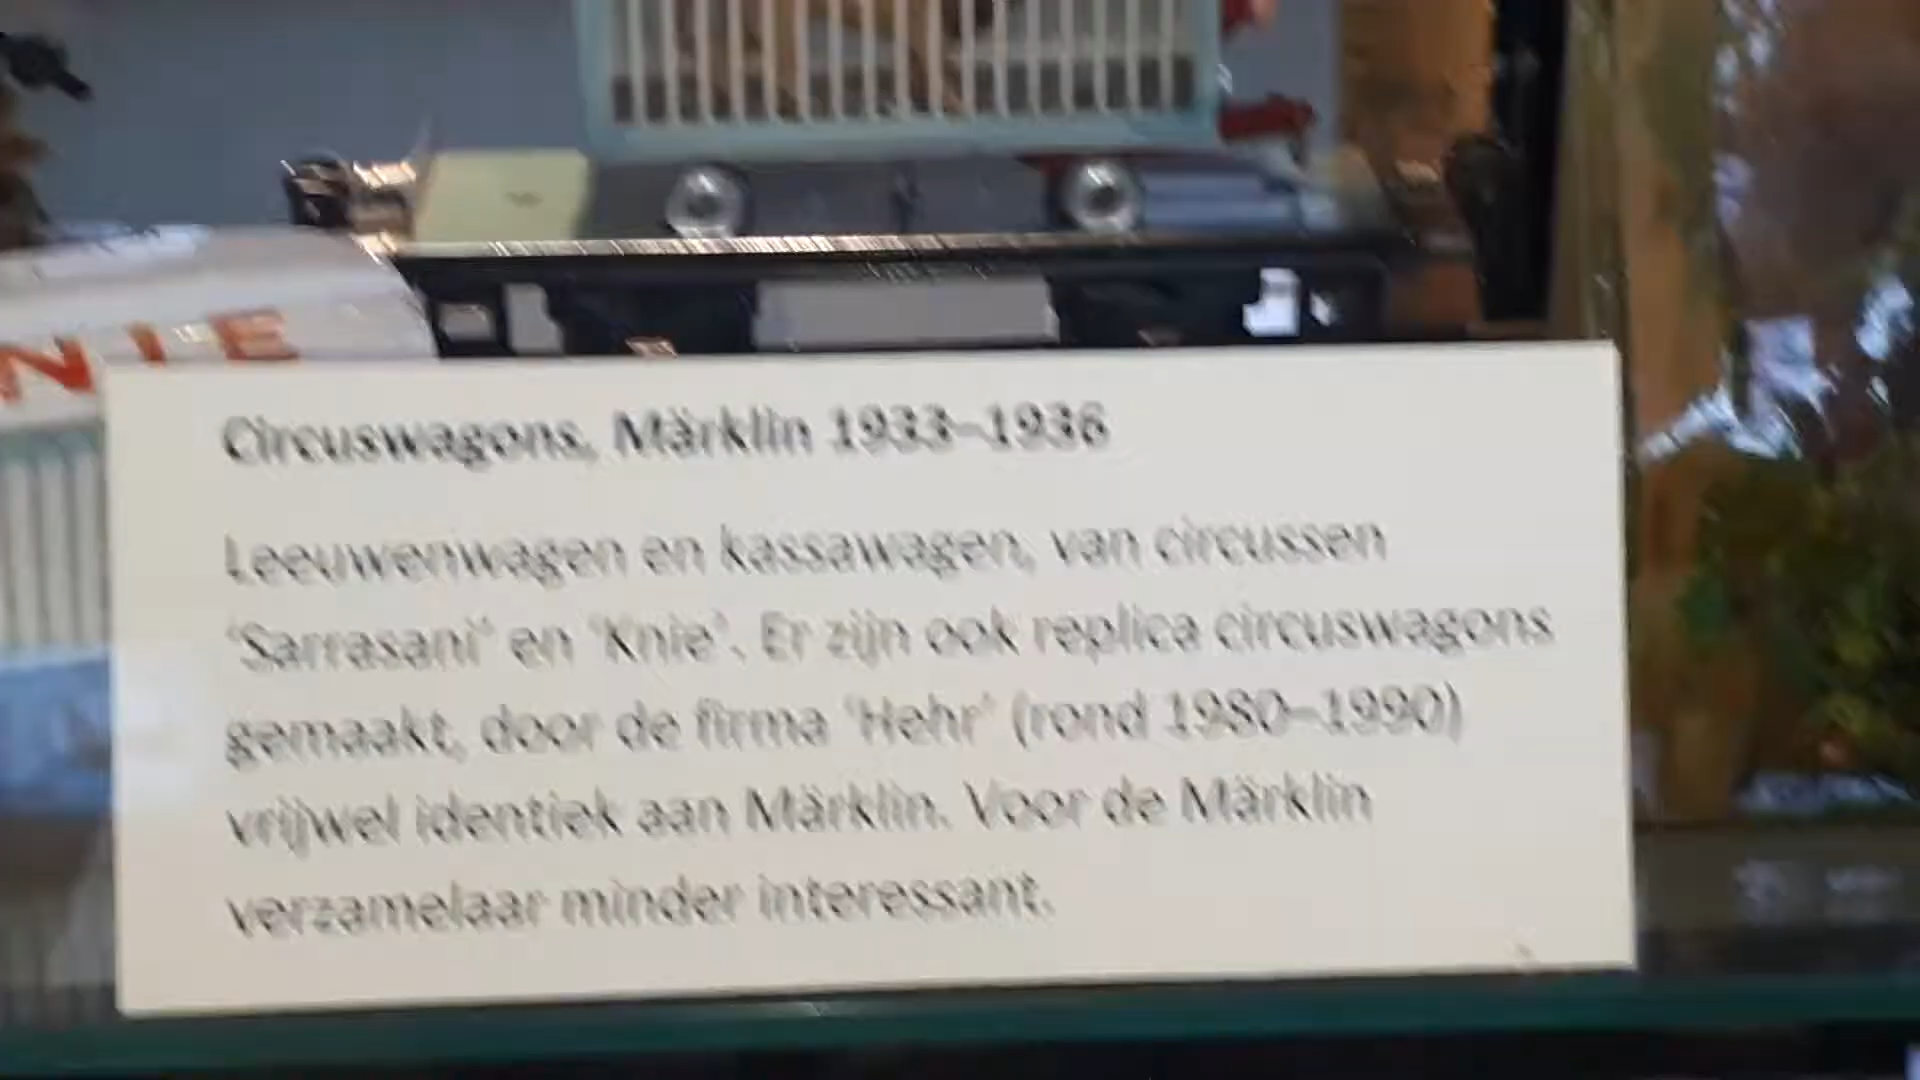 NIE
Circuswagons, Märklin 1933–1936
Leeuwenwagen en kassawagen, van circussen
'Sarrasani' en 'Knie'. Er zijn ook replica circuswagons
gemaakt, door de firma 'Hehr' (rond 1980–1990)
vrijwel identiek aan Märklin. Voor de Märklin
verzamelaar minder interessant.